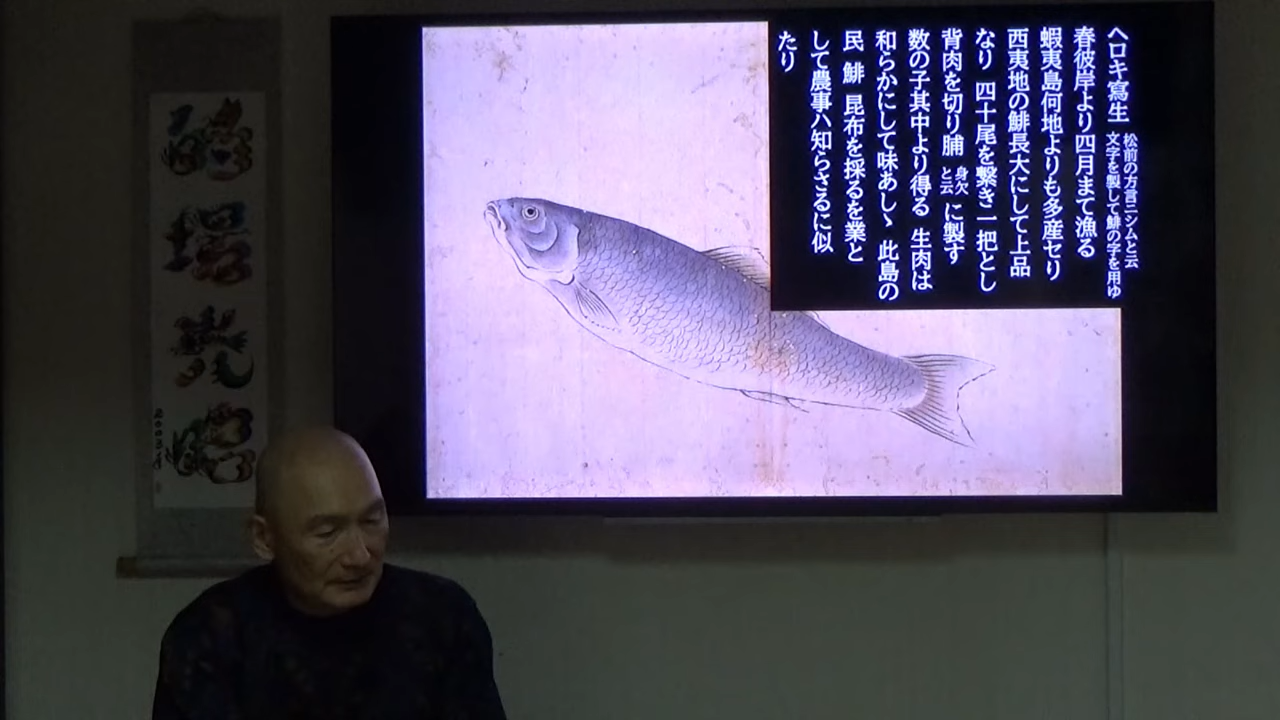 ヘロキ寫生 松前の方言ニシムと云
文字を製して鯡の字を用ゆ
春彼岸より四月まて漁る
蝦夷島何地よりも多産セリ
西夷地の鯡長大にして上品
なり 四十尾を繋き一把とし
背肉を切り脯 身欠と云 に製す
数の子其中より得る 生肉は
和らかにして味あしゝ 此島の
民 鯡 昆布を採るを業と
して農事ハ知らさるに似
たり